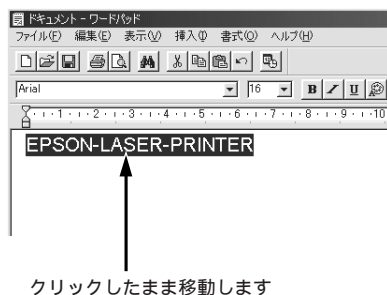 ドキュメント - ワードパッド
ファイル(F) 編集(E) 表示(V) 挿入(I) 書式(O) ヘルプ(H)
Arial 16 B I U
1 2 3 4 5 6 7 8 9 10
EPSON-LASER-PRINTER
クリックしたまま移動します